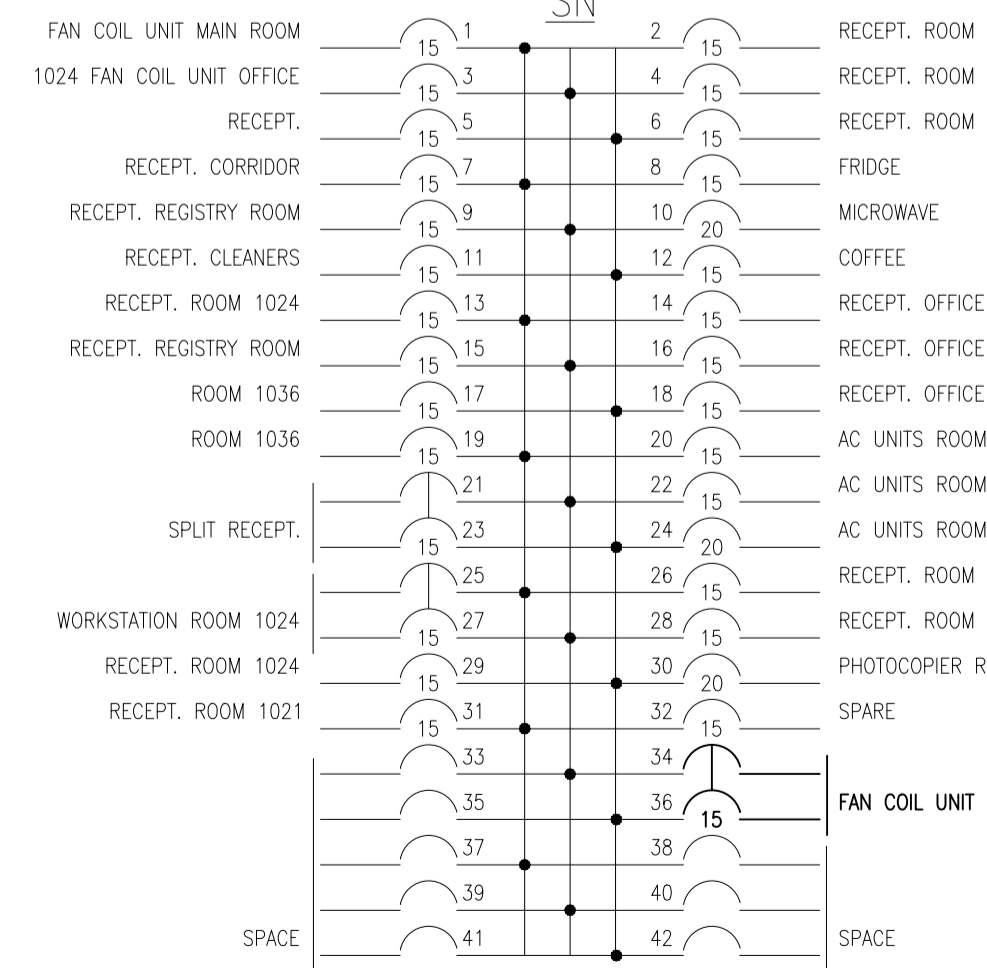 SN
FAN COIL UNIT MAIN ROOM 15 1 2 15 RECEPT. ROOM
1024 FAN COIL UNIT OFFICE 15 3 4 15 RECEPT. ROOM
RECEPT. 15 5 6 15 RECEPT. ROOM
RECEPT. CORRIDOR 15 7 8 15 FRIDGE
RECEPT. REGISTRY ROOM 15 9 10 20 MICROWAVE
RECEPT. CLEANERS 15 11 12 15 COFFEE
RECEPT. ROOM 1024 15 13 14 15 RECEPT. OFFICE
RECEPT. REGISTRY ROOM 15 15 16 15 RECEPT. OFFICE
ROOM 1036 15 17 18 15 RECEPT. OFFICE
ROOM 1036 15 19 20 15 AC UNITS ROOM
21 22 15 AC UNITS ROOM
SPLIT RECEPT. 15 23 24 20 AC UNITS ROOM
25 26 15 RECEPT. ROOM
WORKSTATION ROOM 1024 15 27 28 15 RECEPT. ROOM
RECEPT. ROOM 1024 15 29 30 20 PHOTOCOPIER R
RECEPT. ROOM 1021 15 31 32 15 SPARE
33 34
35 36 15 FAN COIL UNIT
37 38
39 40
SPACE 41 42 SPACE